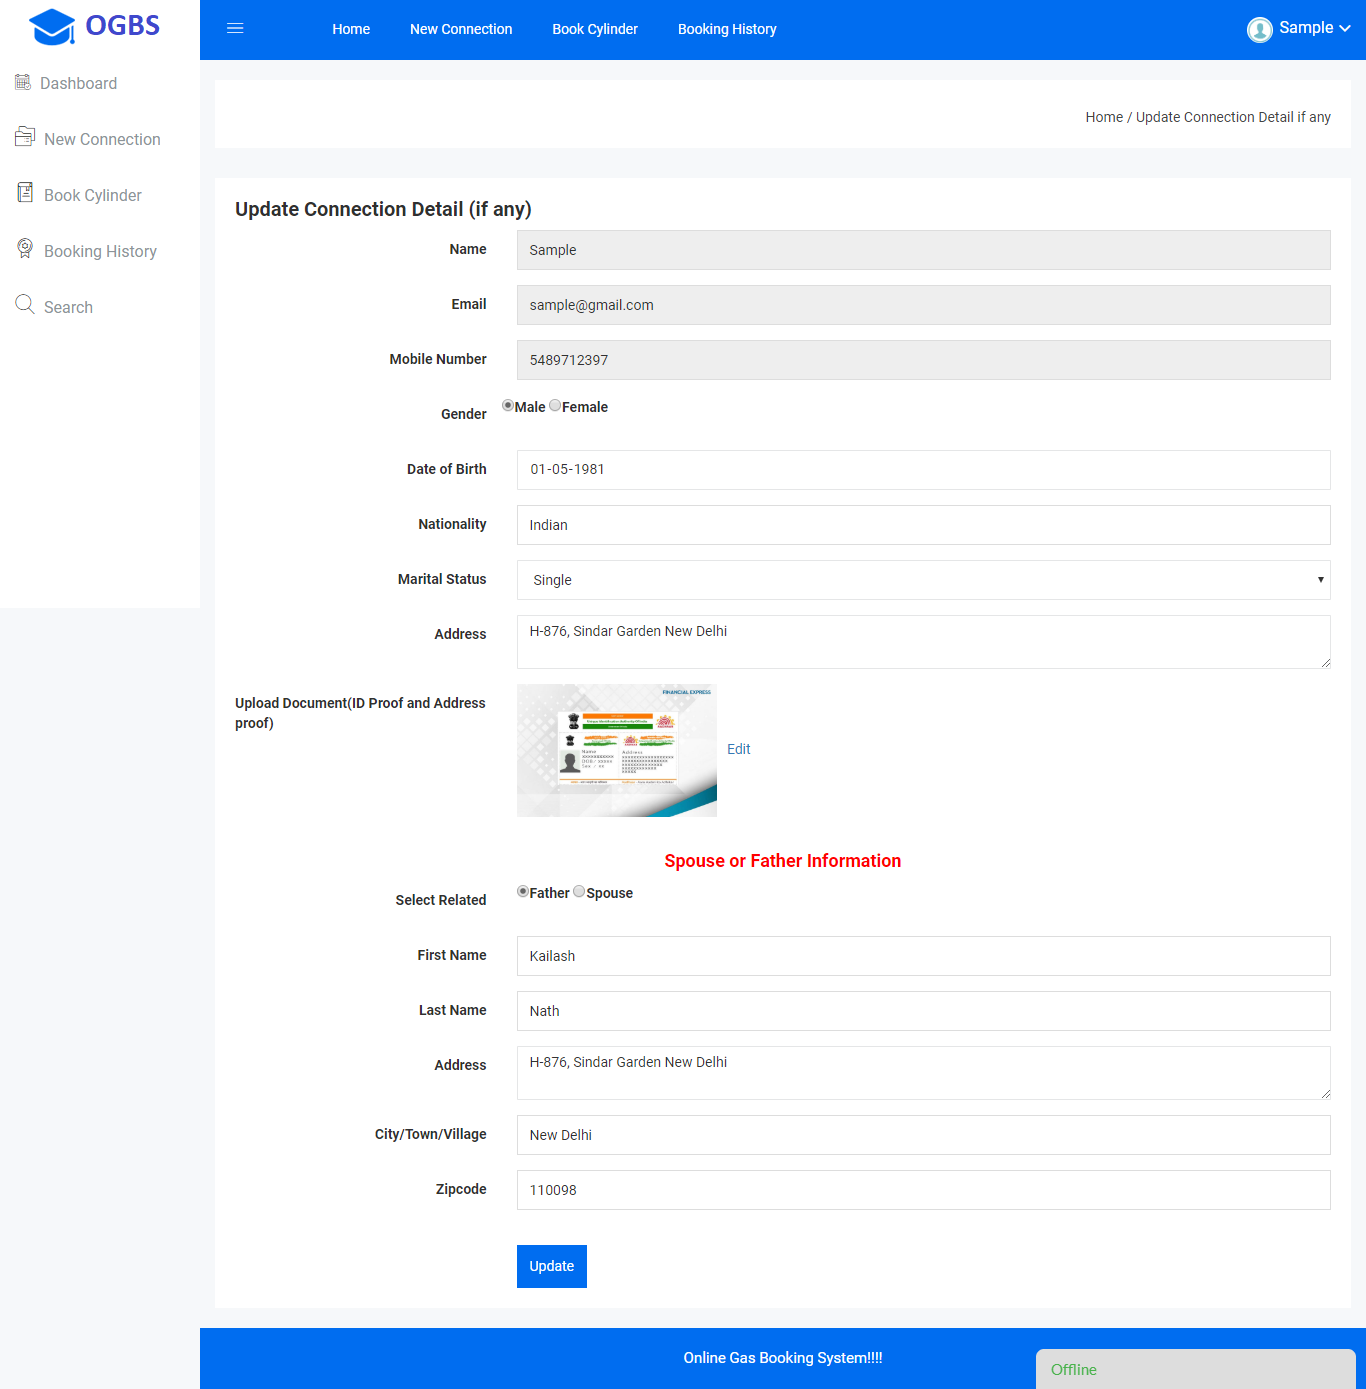 OGBS
Home
New Connection
Book Cylinder
Booking History
Sample
Dashboard
New Connection
Book Cylinder
Booking History
Search
Home / Update Connection Detail if any
Update Connection Detail (if any)
Name
Sample
Email
sample@gmail.com
Mobile Number
5489712397
Gender
Male Female
Date of Birth
01-05-1981
Nationality
Indian
Marital Status
Single
Address
H-876, Sindar Garden New Delhi
Upload Document(ID Proof and Address
proof)
FINANCIAL EXPRESS
Name
Address
Edit
Spouse or Father Information
Select Related
Father Spouse
First Name
Kailash
Last Name
Nath
Address
H-876, Sindar Garden New Delhi
City/Town/Village
New Delhi
Zipcode
110098
Update
Online Gas Booking System!!!!
Offline